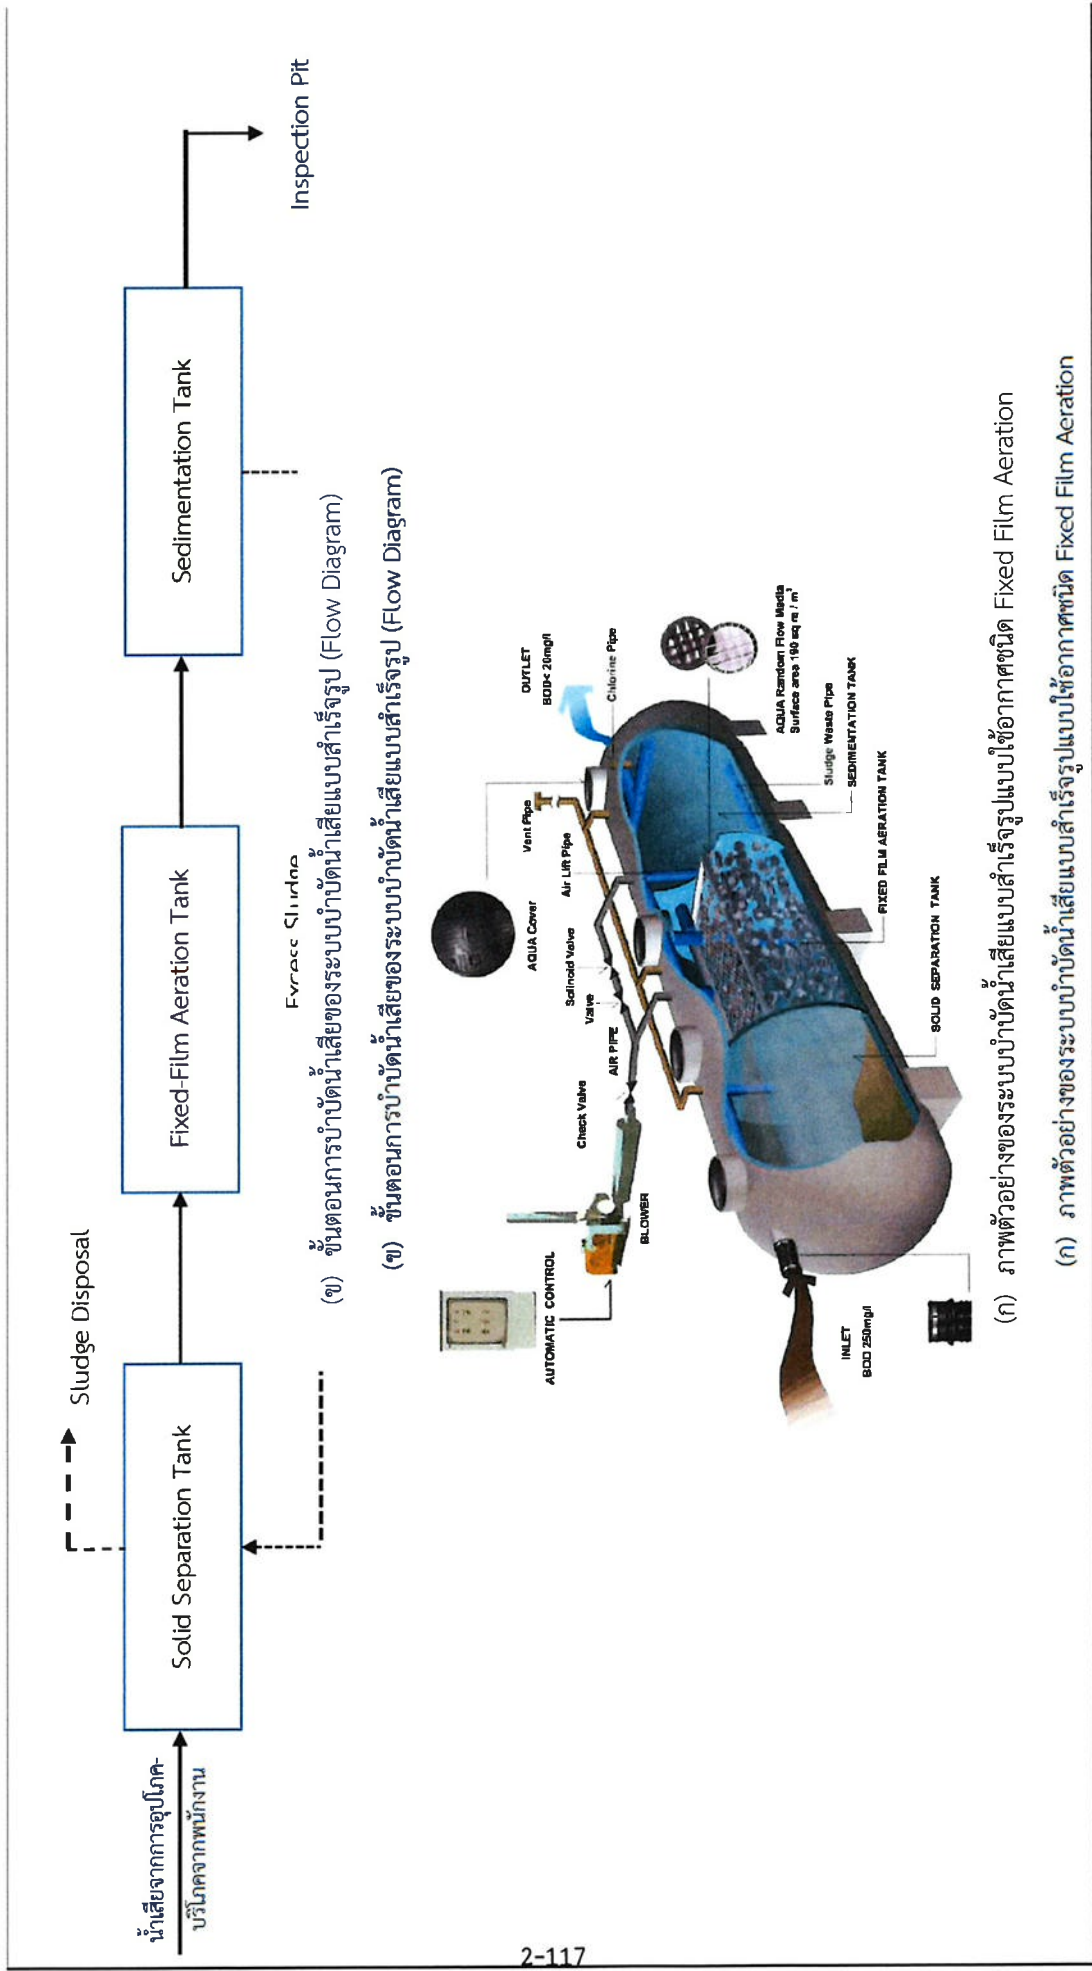 น้ำเสียจากการอุปโภค-
บริโภคจากพนักงาน
Solid Separation Tank
Sludge Disposal
Fixed-Film Aeration Tank
Sedimentation Tank
Inspection Pit
Excess Sludge
(ข) ขั้นตอนการบำบัดน้ำเสียของระบบบำบัดน้ำเสียแบบสำเร็จรูป (Flow Diagram)
(ข) ขั้นตอนการบำบัดน้ำเสียของระบบบำบัดน้ำเสียแบบสำเร็จรูป (Flow Diagram)
AUTOMATIC CONTROL
BLOWER
Check Valve
AIR PIPE
Valve
Solinoid Valve
AQUA Cover
Air Lift Pipe
Vent Pipe
OUTLET
BOD< 20mg/l
Chlorine Pipe
AQUA Random Flow Media
Surface area 190 sq m / m³
Sludge Waste Pipe
SEDIMENTATION TANK
FIXED FILM AERATION TANK
SOLID SEPARATION TANK
INLET
BOD 250mg/l
(ก) ภาพตัวอย่างของระบบบำบัดน้ำเสียแบบสำเร็จรูปแบบใช้อากาศชนิด Fixed Film Aeration
(ก) ภาพตัวอย่างของระบบบำบัดน้ำเสียแบบสำเร็จรูปแบบใช้อากาศชนิด Fixed Film Aeration
2-117